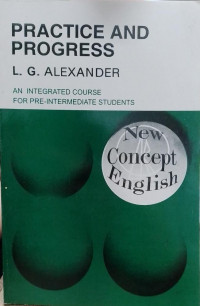 PRACTICE AND
PROGRESS
L. G. ALEXANDER
AN INTEGRATED COURSE
FOR PRE-INTERMEDIATE STUDENTS
New
Concept
English